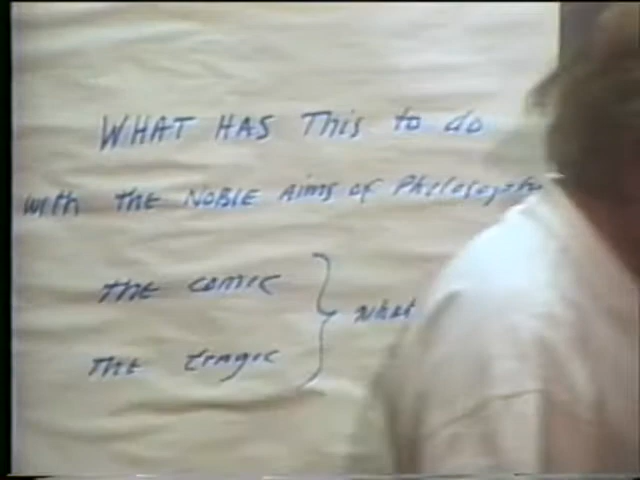 WHAT HAS This to do
with THE NOBLE Aims of Philosophy
the comic
what
THE tragic